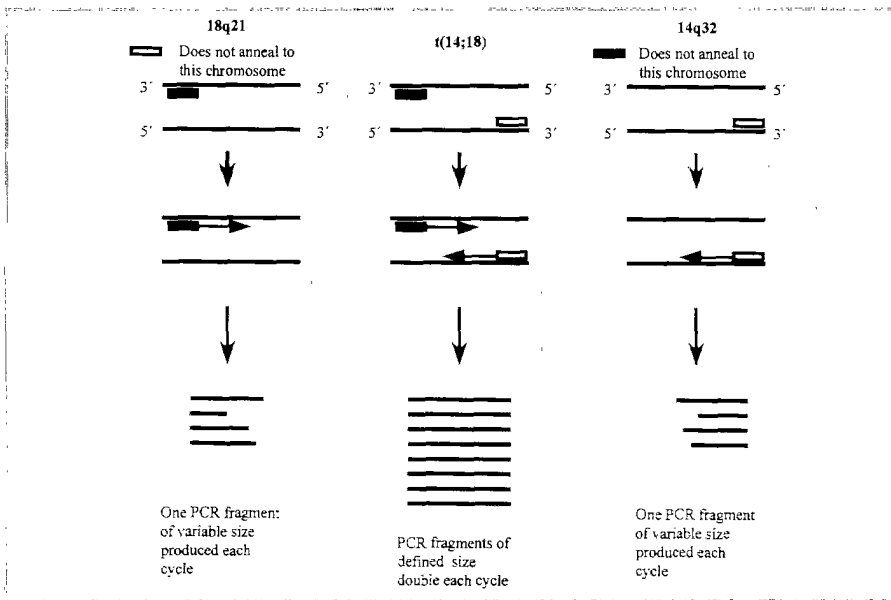 18q21
t(14;18)
14q32
Does not anneal to
this chromosome
Does not anneal to
this chromosome
3´ 5´ 3´ 5´ 3´ 5´
5´ 3´ 5´ 3´ 5´ 3´
One PCR fragment
of variable size
produced each
cycle
PCR fragments of
defined size
double each cycle
One PCR fragment
of variable size
produced each
cycle